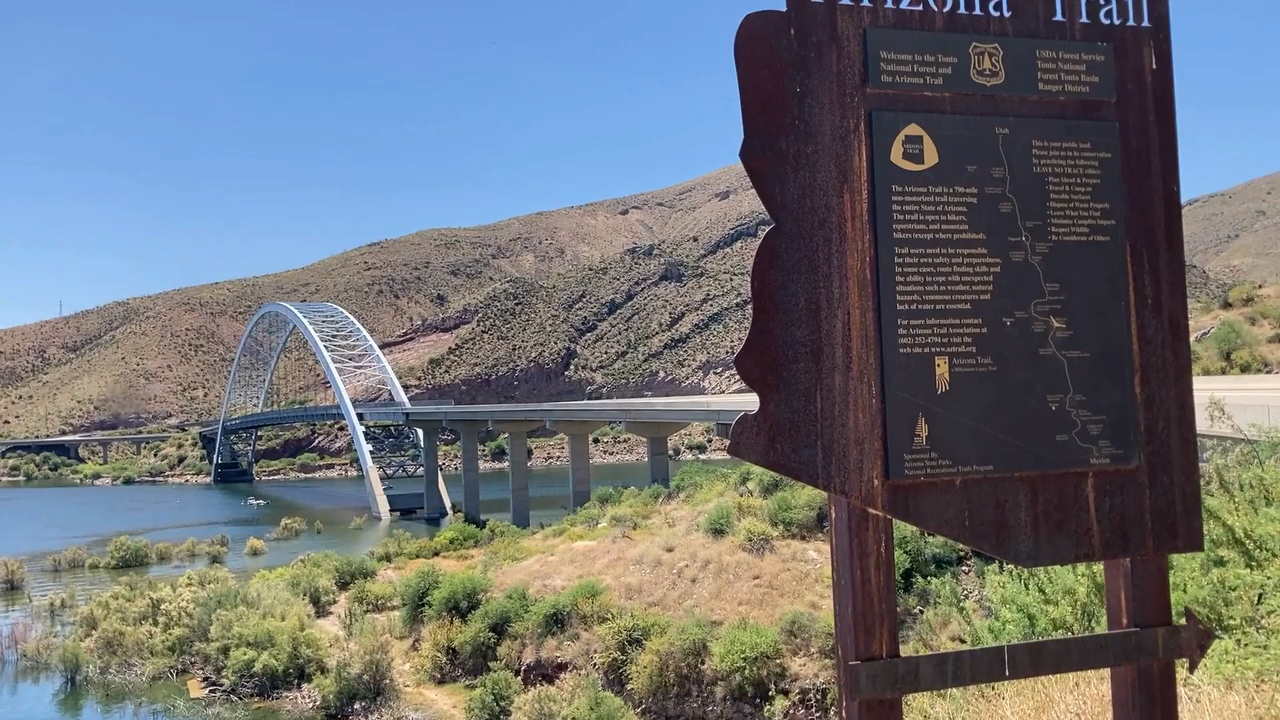 Arizona Trail
Welcome to the Tonto
National Forest and
the Arizona Trail
UAS
USDA Forest Service
Tonto National
Forest Tonto Basin
Ranger District
ARIZONA
TRAIL
The Arizona Trail is a 790-mile
non-motorized trail traversing
the entire State of Arizona.
The trail is open to hikers,
equestrians, and mountain
bikers (except where prohibited).
Trail users need to be responsible
for their own safety and preparedness.
In some cases, route finding skills and
the ability to cope with unexpected
situations such as weather, natural
hazards, venomous creatures and
lack of water are essential.
For more information contact
the Arizona Trail Association at
(602) 252-4794 or visit the
web site at www.aztrail.org
Arizona Trail,
a Millennium Legacy Trail
Sponsored By
Arizona State Parks
National Recreational Trails Program
Utah
Mexico
This is your public land.
Please join us in its conservation
by practicing the following
LEAVE NO TRACE ethics:
• Plan Ahead & Prepare
• Travel & Camp on
Durable Surfaces
• Dispose of Waste Properly
• Leave What You Find
• Minimize Campfire Impacts
• Respect Wildlife
• Be Considerate of Others